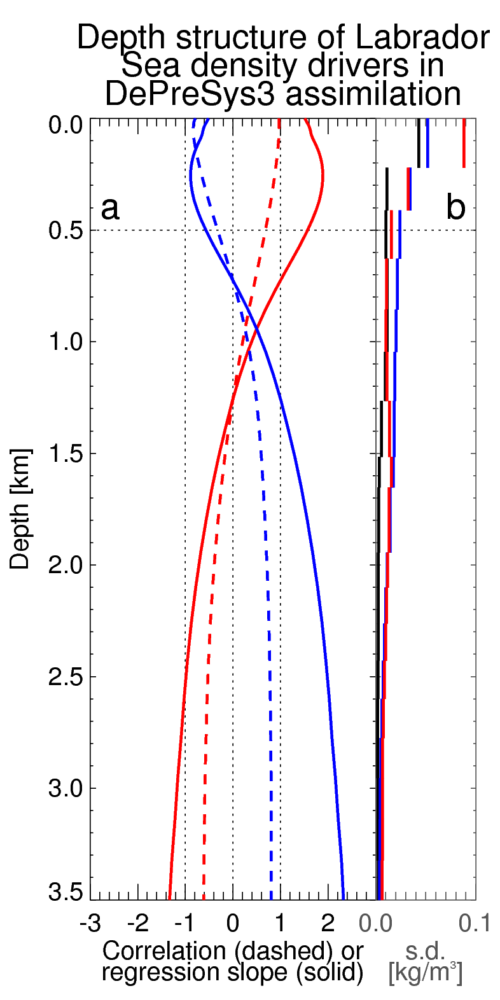 Depth structure of Labrador
Sea density drivers in
DePreSys3 assimilation
0.0
a
b
0.5
1.0
1.5
Depth [km]
2.0
2.5
3.0
3.5
-3 -2 -1 0 1 2 0.0 0.1
Correlation (dashed) or s.d.
regression slope (solid) [kg/m³]